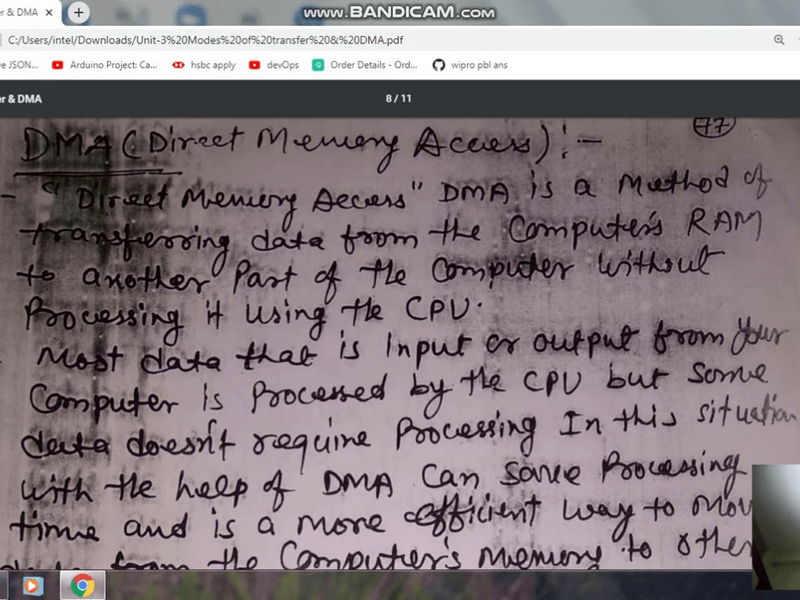 www.BANDICAM.com
r & DMA
C:/Users/intel/Downloads/Unit-3%20Modes%20of%20transfer%20&%20DMA.pdf
e JSON... Arduino Project: Ca... hsbc apply devOps Order Details - Ord... wipro pbl ans
er & DMA 8 / 11
77
DMA (Direct Memory Access) :-
- "Direct Memory Access" DMA is a Method of
transferring data from the Computer's RAM
to another Part of the Computer without
Processing it using the CPU.
Most data that is input or output from your
Computer is Processed by the CPU but some
data doesn't require Processing In this situation
with the help of DMA Can save Processing
time and is a more efficient way to mov
from the Computer's memory to other